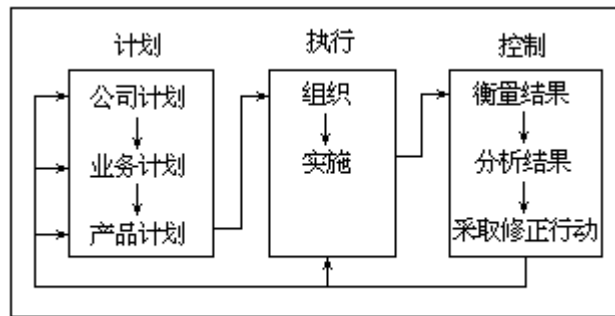 计划
执行
控制
公司计划
业务计划
产品计划
组织
实施
衡量结果
分析结果
采取修正行动